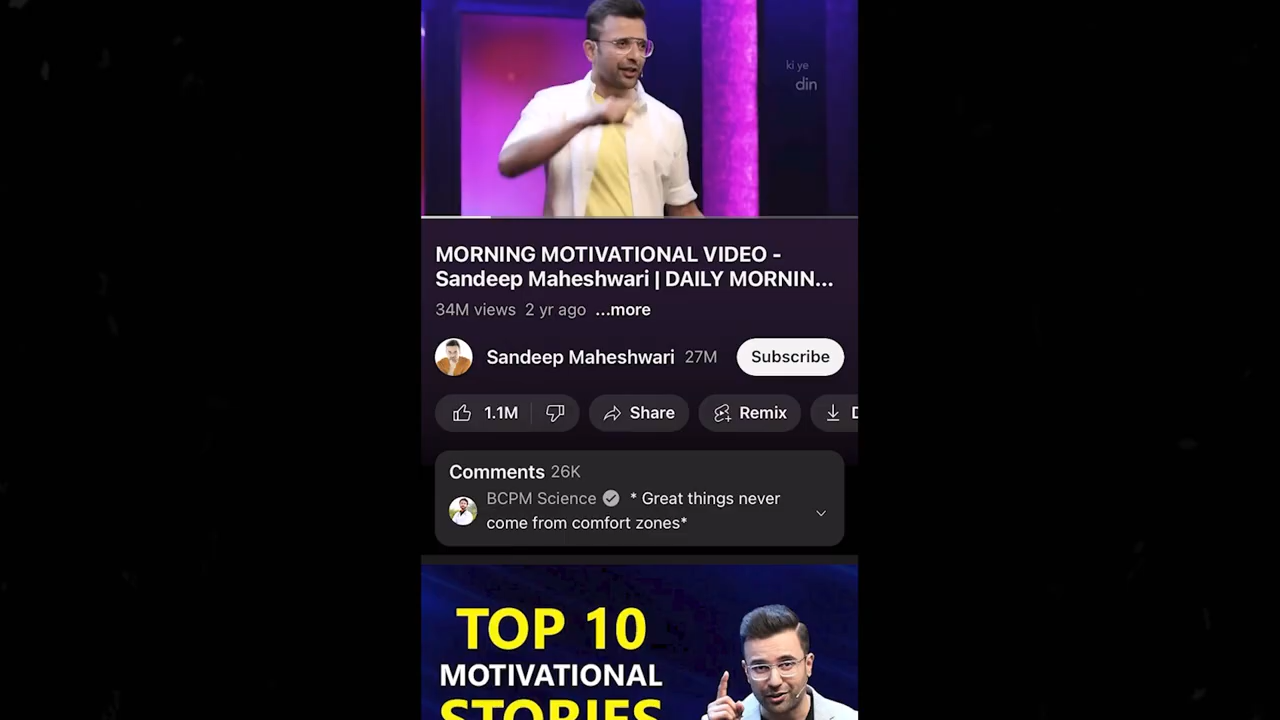 ki ye
din
MORNING MOTIVATIONAL VIDEO -
Sandeep Maheshwari | DAILY MORNIN...
34M views 2 yr ago ...more
Sandeep Maheshwari 27M Subscribe
1.1M Share Remix D
Comments 26K
BCPM Science * Great things never
come from comfort zones*
TOP 10
MOTIVATIONAL
STORIES